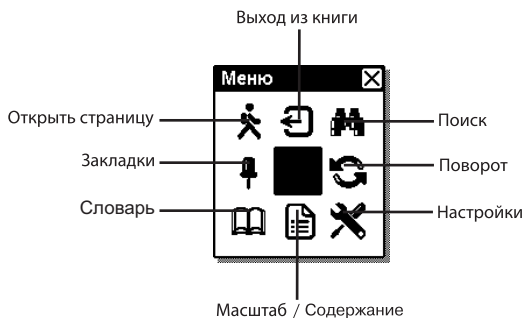 Выход из книги
Меню
Открыть страницу
Поиск
Закладки
Поворот
Словарь
Настройки
Масштаб / Содержание